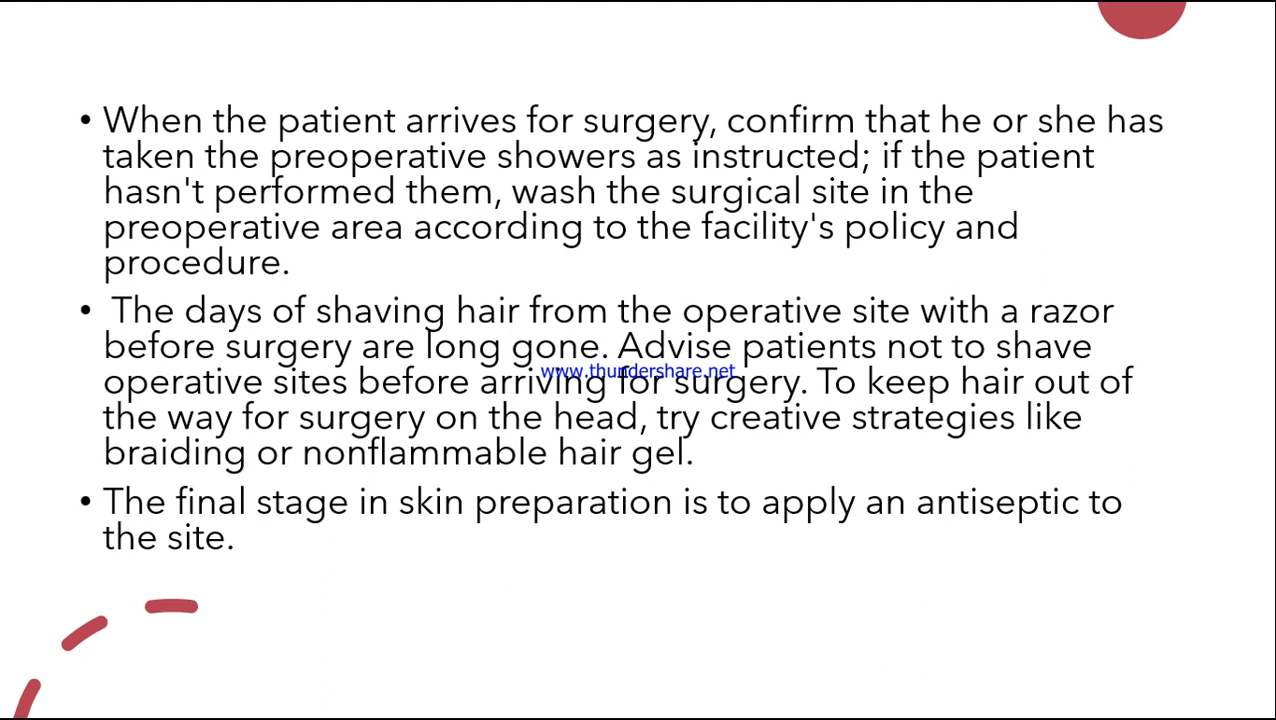 • When the patient arrives for surgery, confirm that he or she has
taken the preoperative showers as instructed; if the patient
hasn't performed them, wash the surgical site in the
preoperative area according to the facility's policy and
procedure.
• The days of shaving hair from the operative site with a razor
before surgery are long gone. Advise patients not to shave
www.thundershare.net
operative sites before arriving for surgery. To keep hair out of
the way for surgery on the head, try creative strategies like
braiding or nonflammable hair gel.
• The final stage in skin preparation is to apply an antiseptic to
the site.